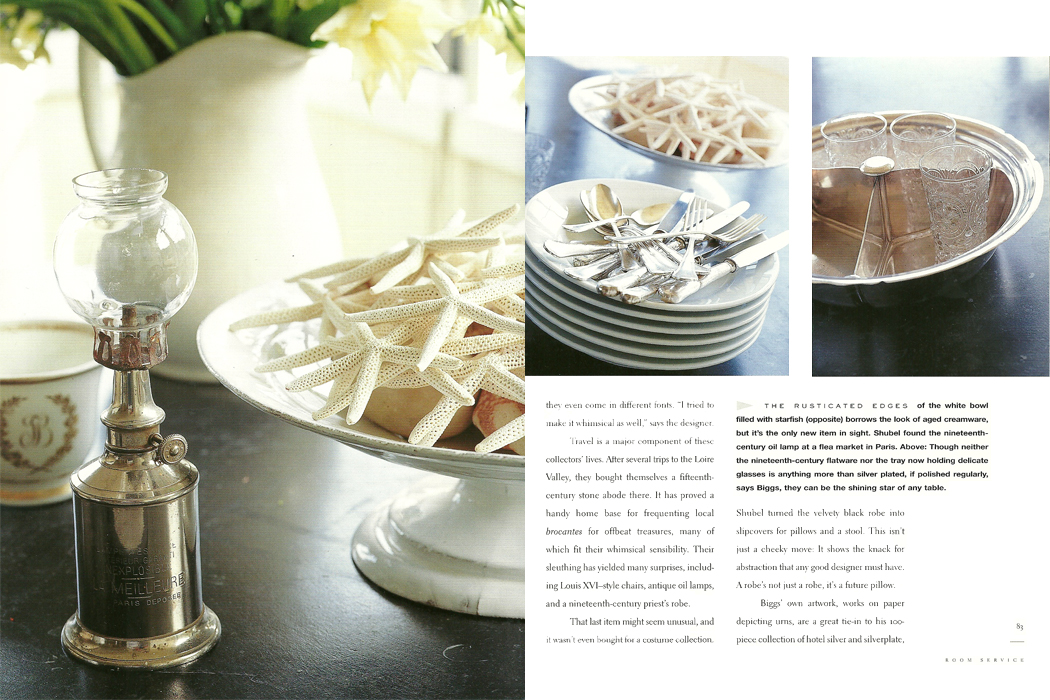 MEILLEURE
PARIS DEPOSE
they even come in different fonts. "I tried to
make it whimsical as well," says the designer.
Travel is a major component of these
collectors' lives. After several trips to the Loire
Valley, they bought themselves a fifteenth-
century stone abode there. It has proved a
handy home base for frequenting local
brocantes for offbeat treasures, many of
which fit their whimsical sensibility. Their
sleuthing has yielded many surprises, includ-
ing Louis XVI–style chairs, antique oil lamps,
and a nineteenth-century priest's robe.
That last item might seem unusual, and
it wasn't even bought for a costume collection.
THE RUSTICATED EDGES of the white bowl
filled with starfish (opposite) borrows the look of aged creamware,
but it's the only new item in sight. Shubel found the nineteenth-
century oil lamp at a flea market in Paris. Above: Though neither
the nineteenth-century flatware nor the tray now holding delicate
glasses is anything more than silver plated, if polished regularly,
says Biggs, they can be the shining star of any table.
Shubel turned the velvety black robe into
slipcovers for pillows and a stool. This isn't
just a cheeky move: It shows the knack for
abstraction that any good designer must have.
A robe's not just a robe, it's a future pillow.
Biggs' own artwork, works on paper
depicting urns, are a great tie-in to his 100-
piece collection of hotel silver and silverplate,
83
ROOM SERVICE